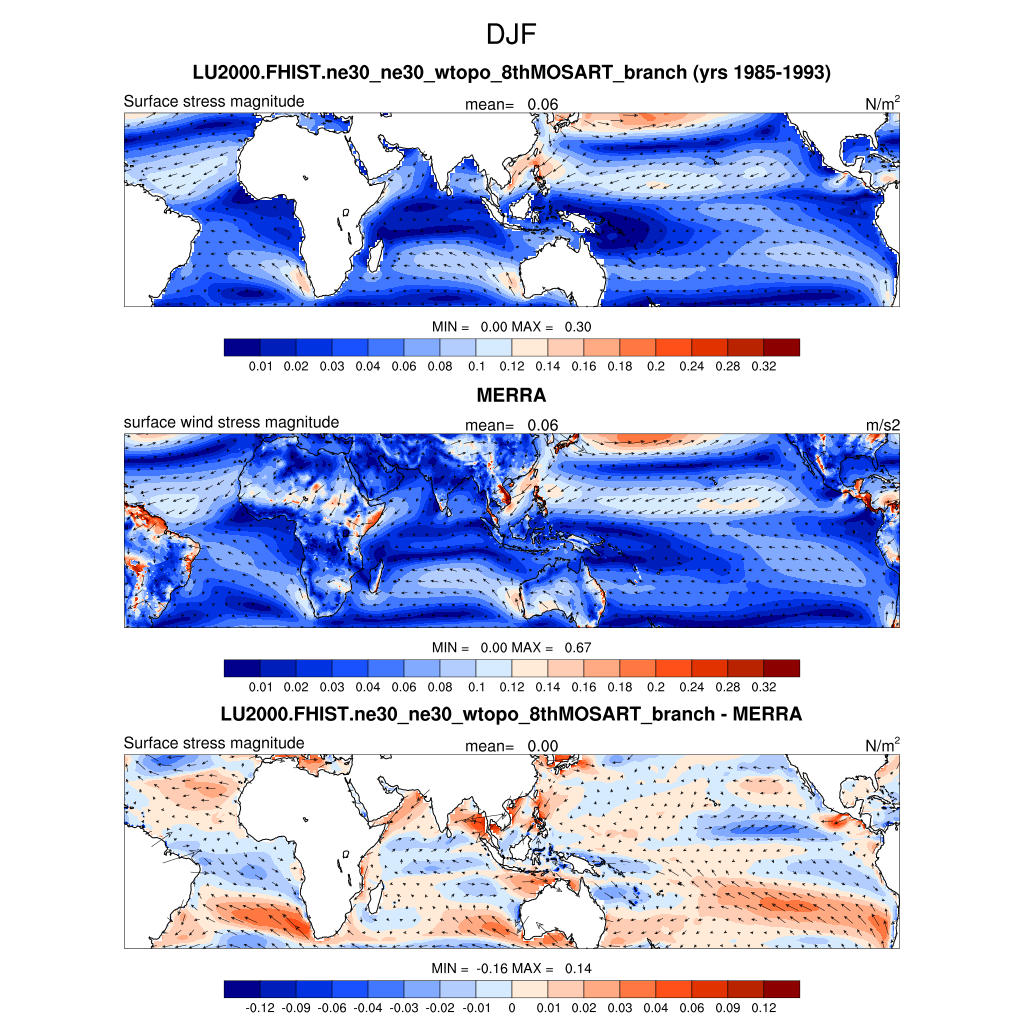 DJF
LU2000.FHIST.ne30_ne30_wtopo_8thMOSART_branch (yrs 1985-1993)
Surface stress magnitude mean= 0.06 N/m2
MIN = 0.00 MAX = 0.30
0.01 0.02 0.03 0.04 0.06 0.08 0.1 0.12 0.14 0.16 0.18 0.2 0.24 0.28 0.32
MERRA
surface wind stress magnitude mean= 0.06 m/s2
MIN = 0.00 MAX = 0.67
0.01 0.02 0.03 0.04 0.06 0.08 0.1 0.12 0.14 0.16 0.18 0.2 0.24 0.28 0.32
LU2000.FHIST.ne30_ne30_wtopo_8thMOSART_branch - MERRA
Surface stress magnitude mean= 0.00 N/m2
MIN = -0.16 MAX = 0.14
-0.12 -0.09 -0.06 -0.04 -0.03 -0.02 -0.01 0 0.01 0.02 0.03 0.04 0.06 0.09 0.12